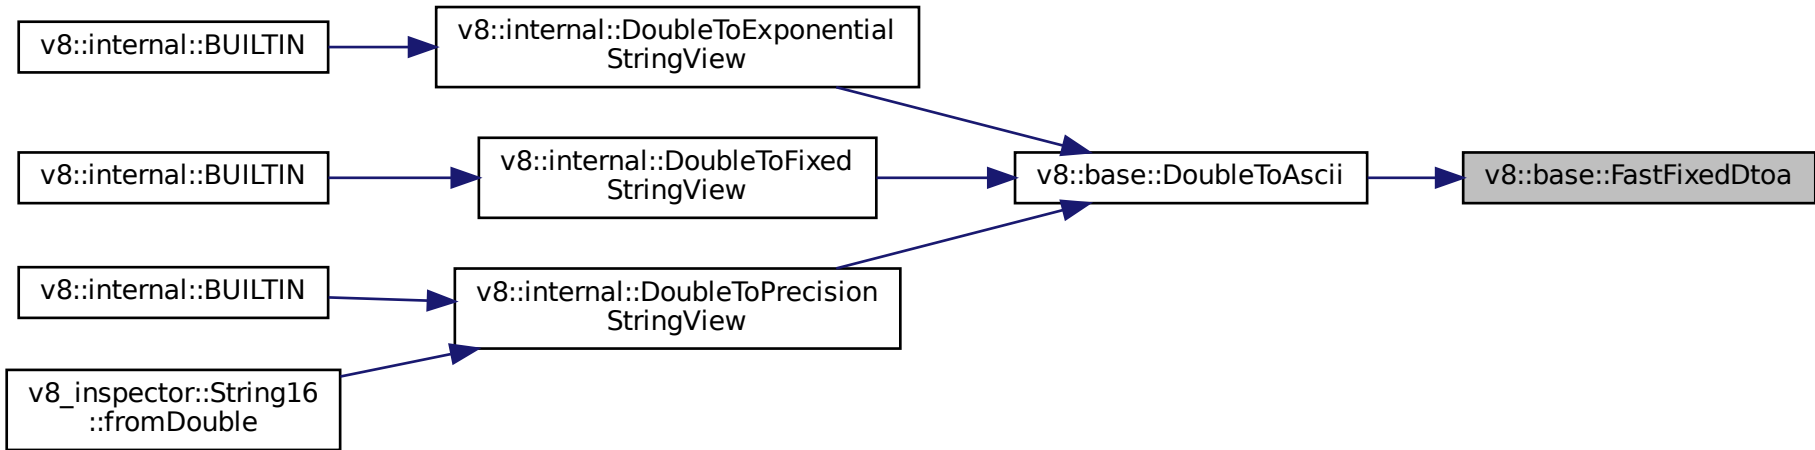 v8::internal::BUILTIN
v8::internal::DoubleToExponential
StringView
v8::internal::BUILTIN
v8::internal::DoubleToFixed
StringView
v8::base::DoubleToAscii
v8::base::FastFixedDtoa
v8::internal::BUILTIN
v8::internal::DoubleToPrecision
StringView
v8_inspector::String16
::fromDouble